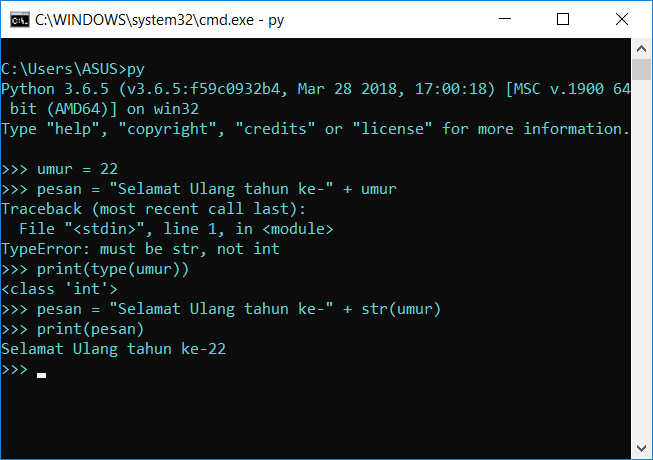 C:\WINDOWS\system32\cmd.exe - py
C:\Users\ASUS>py
Python 3.6.5 (v3.6.5:f59c0932b4, Mar 28 2018, 17:00:18) [MSC v.1900 64
 bit (AMD64)] on win32
Type "help", "copyright", "credits" or "license" for more information.
>>> umur = 22
>>> pesan = "Selamat Ulang tahun ke-" + umur
Traceback (most recent call last):
  File "<stdin>", line 1, in <module>
TypeError: must be str, not int
>>> print(type(umur))
<class 'int'>
>>> pesan = "Selamat Ulang tahun ke-" + str(umur)
>>> print(pesan)
Selamat Ulang tahun ke-22
>>>